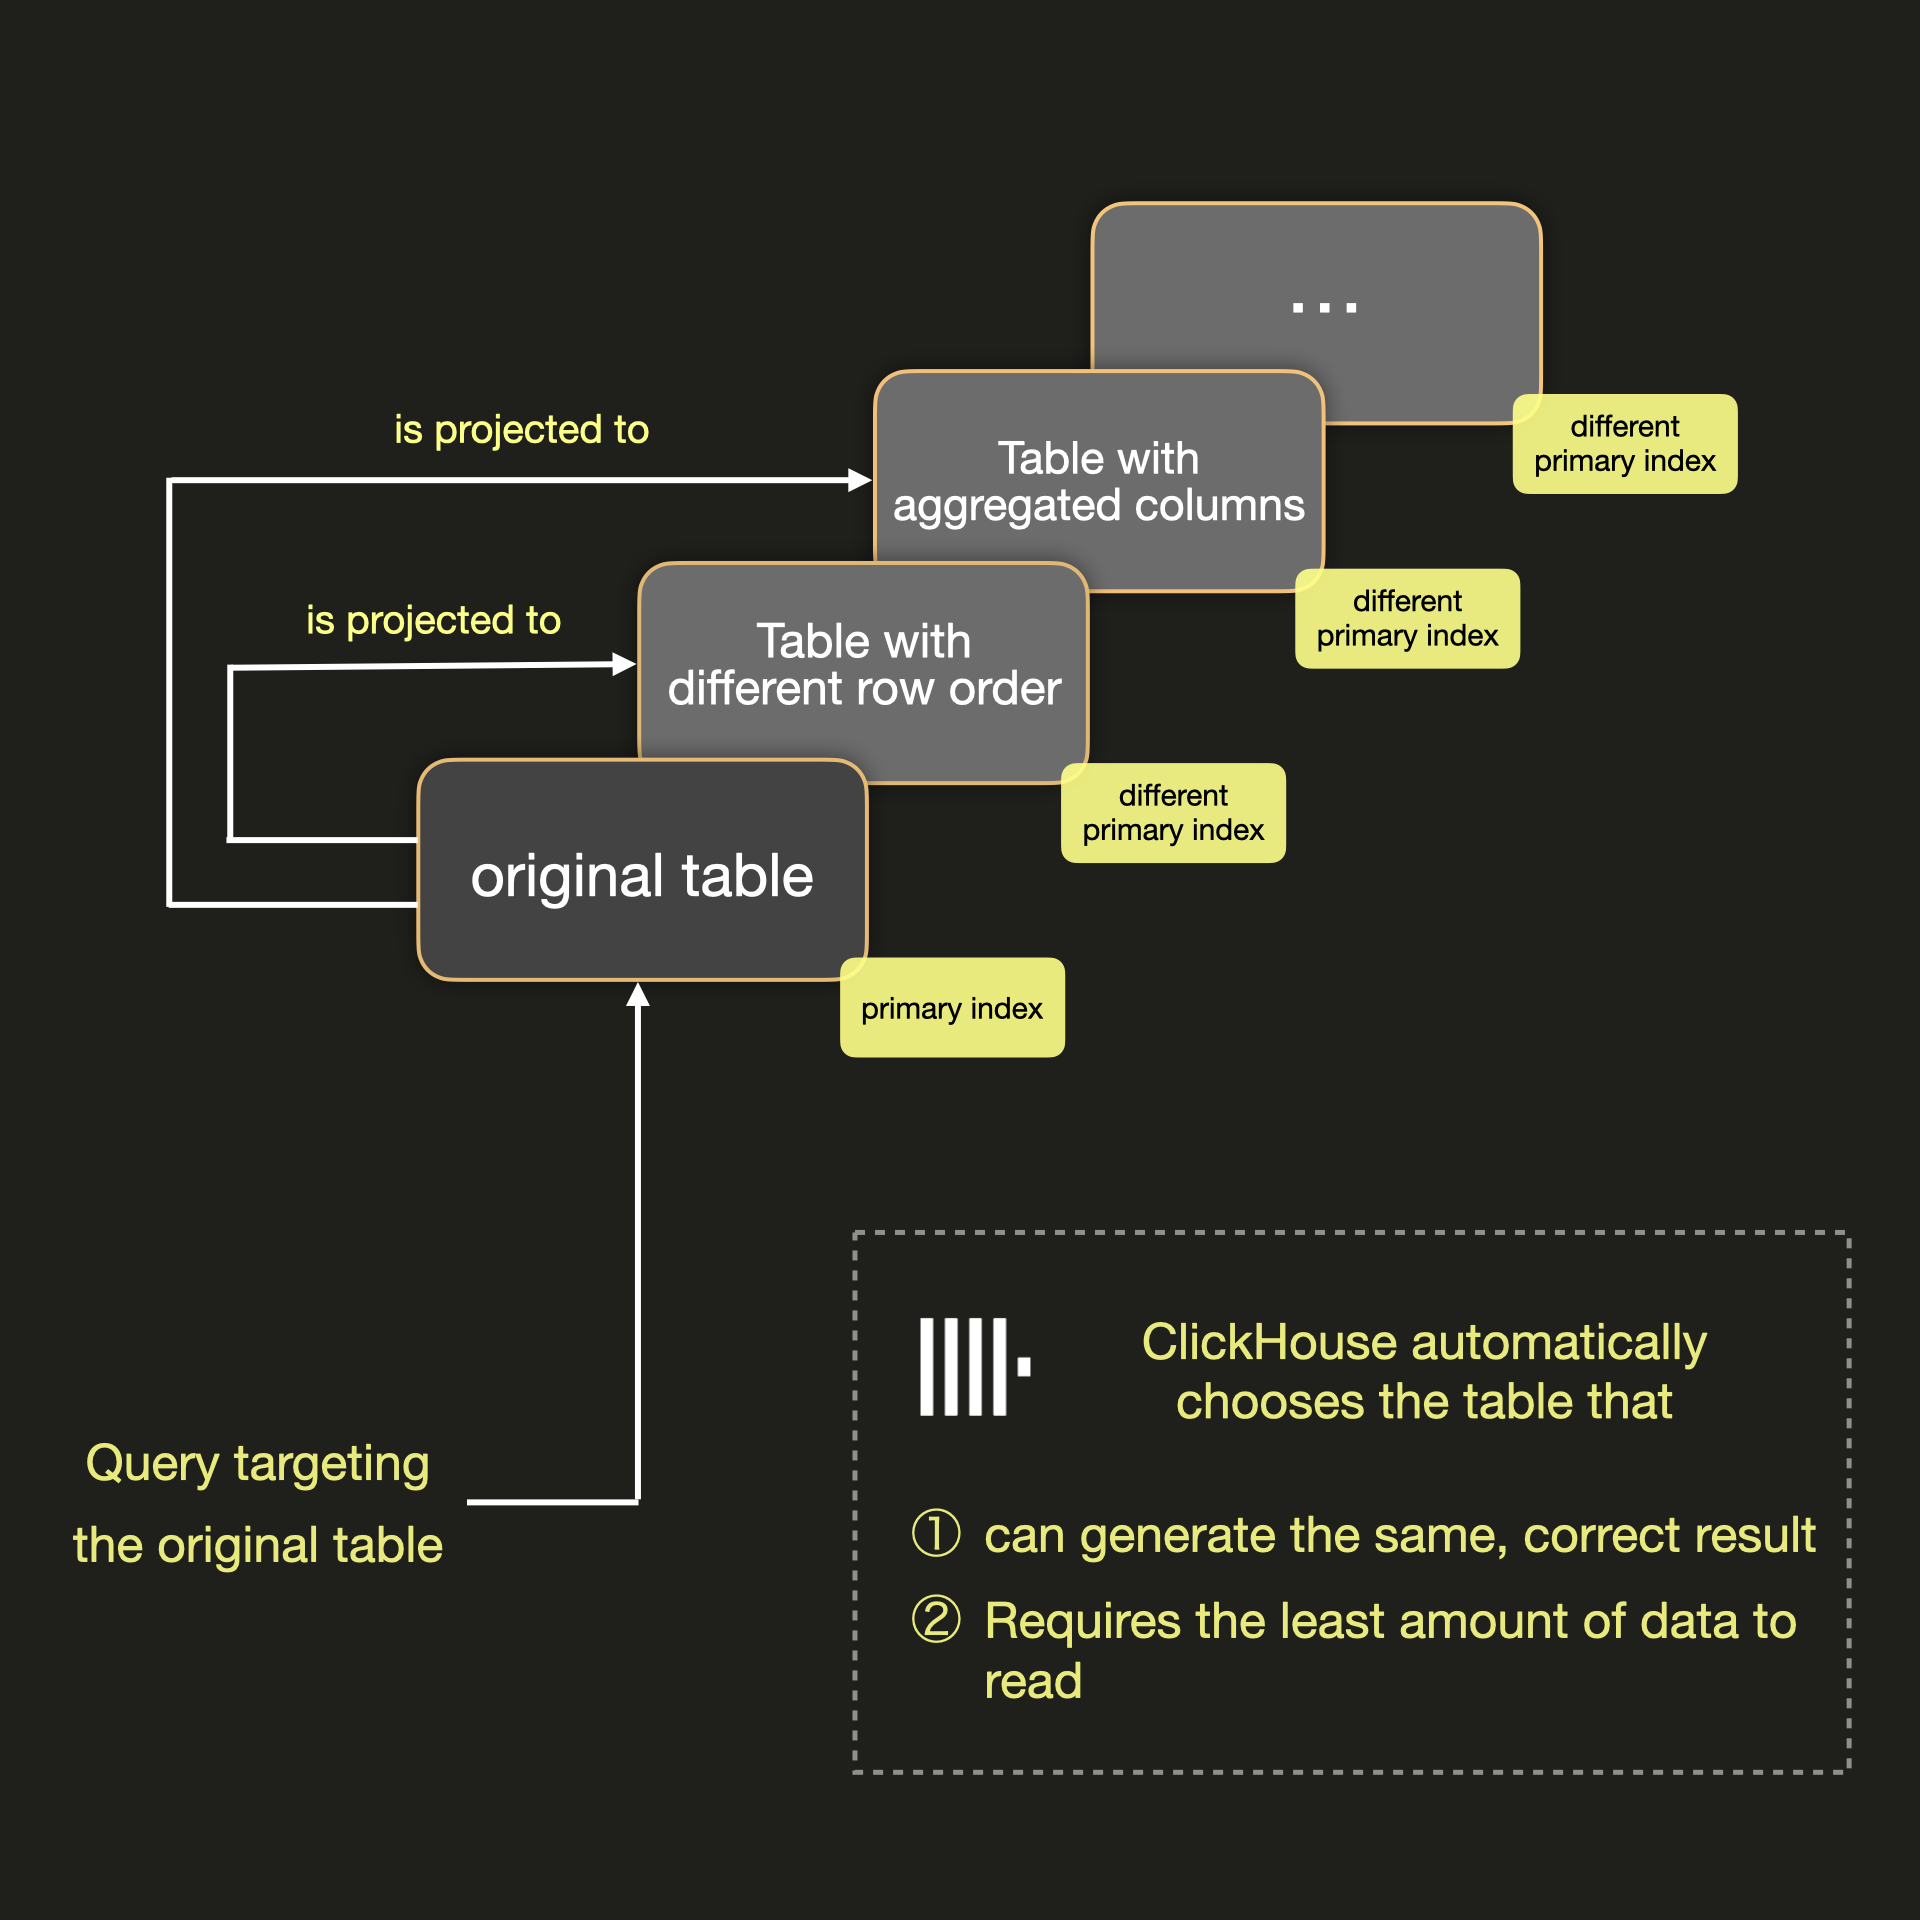 ...
different
primary index
is projected to
Table with
aggregated columns
different
primary index
is projected to
Table with
different row order
different
primary index
original table
primary index
Query targeting
the original table
ClickHouse automatically
chooses the table that
① can generate the same, correct result
② Requires the least amount of data to
read